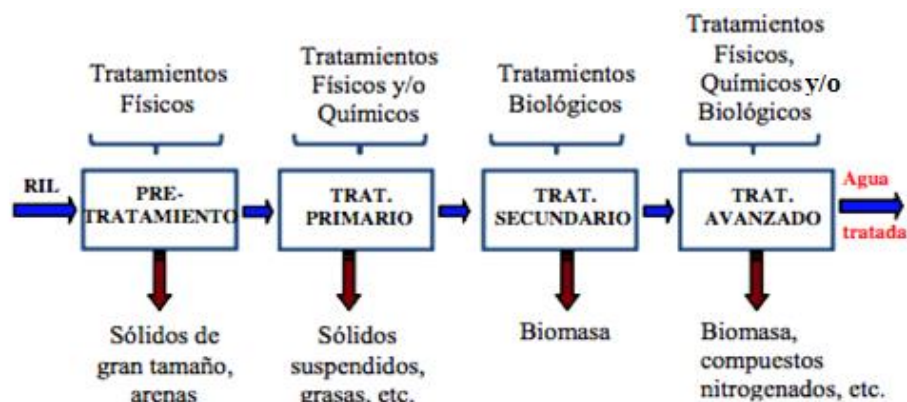 Tratamientos
Físicos
Tratamientos
Físicos y/o
Químicos
Tratamientos
Biológicos
Tratamientos
Físicos,
Químicos y/o
Biológicos
RIL
PRE-
TRATAMIENTO
TRAT.
PRIMARIO
TRAT.
SECUNDARIO
TRAT.
AVANZADO
Agua
tratada
Sólidos de
gran tamaño,
arenas
Sólidos
suspendidos,
grasas, etc.
Biomasa
Biomasa,
compuestos
nitrogenados, etc.